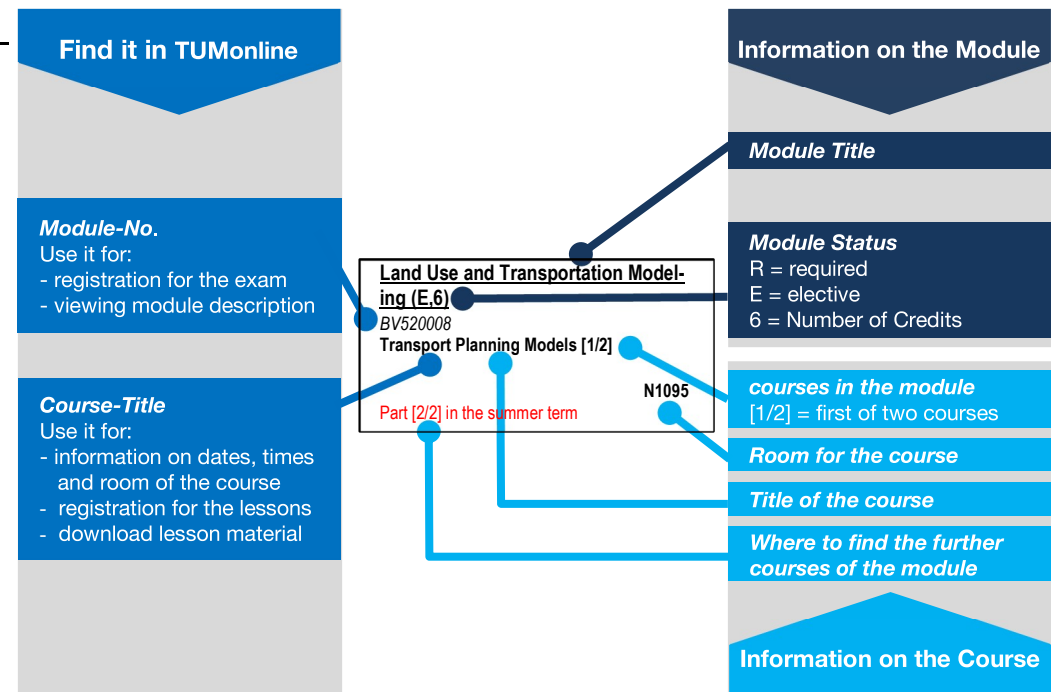 Find it in TUMonline
Module-No.
Use it for:
- registration for the exam
- viewing module description
Course-Title
Use it for:
- information on dates, times
and room of the course
- registration for the lessons
- download lesson material
Land Use and Transportation Model-
ing (E,6)
BV520008
Transport Planning Models [1/2]
N1095
Part [2/2] in the summer term
Information on the Module
Module Title
Module Status
R = required
E = elective
6 = Number of Credits
courses in the module
[1/2] = first of two courses
Room for the course
Title of the course
Where to find the further
courses of the module
Information on the Course